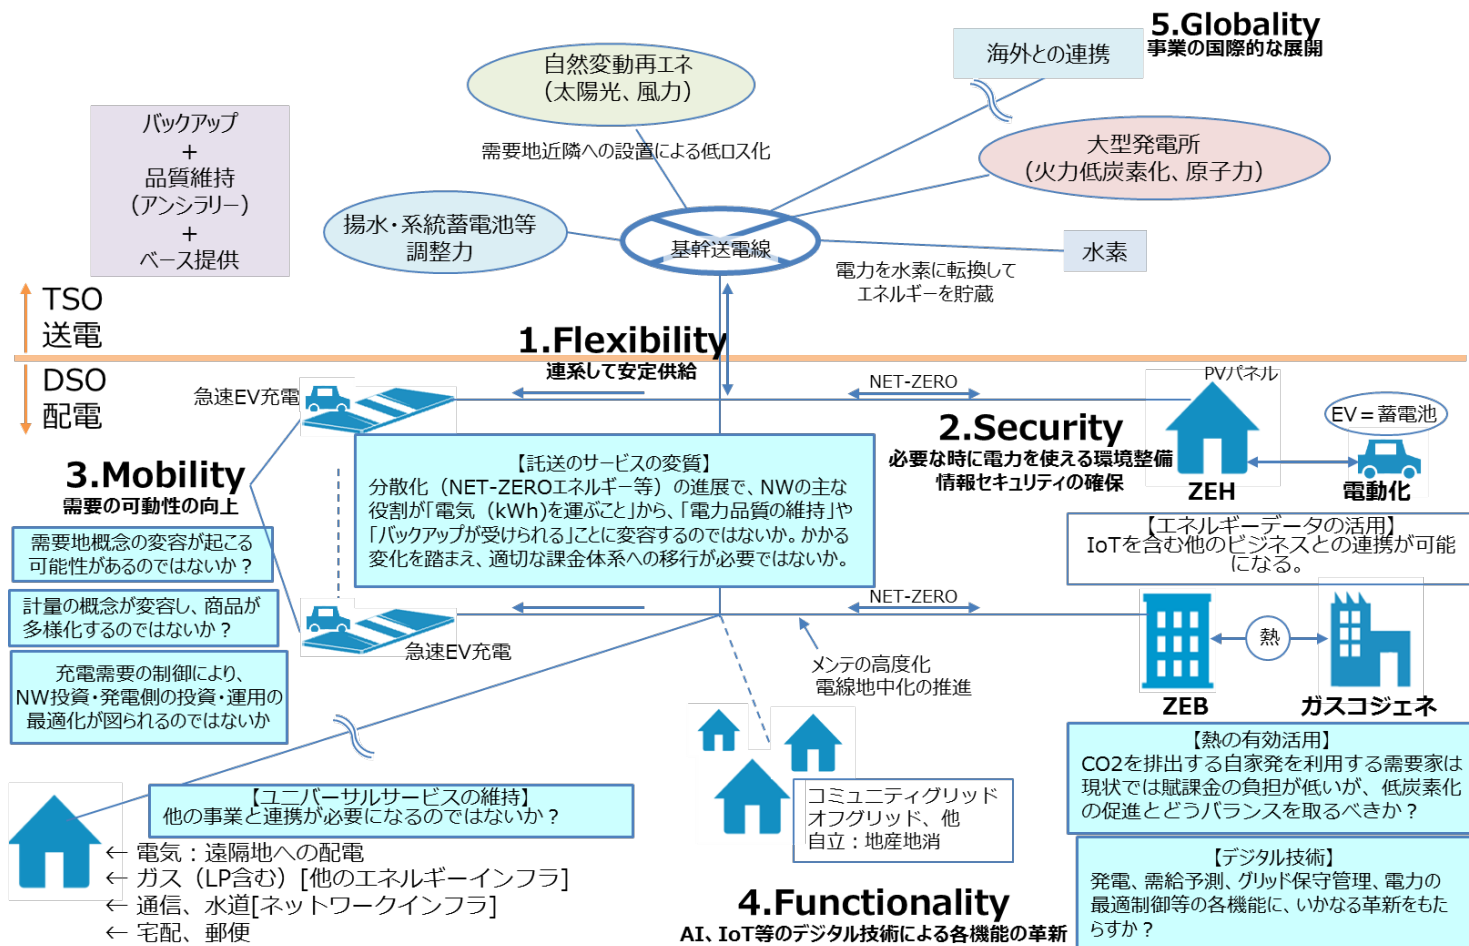 5.Globality
事業の国際的な展開
海外との連携
自然変動再エネ
(太陽光、風力)
バックアップ
+
品質維持
(アンシラリー)
+
ベース提供
需要地近隣への設置による低ロス化
大型発電所
(火力低炭素化、原子力)
揚水・系統蓄電池等
調整力
基幹送電線
水素
電力を水素に転換して
エネルギーを貯蔵
TSO
送電
1.Flexibility
連系して安定供給
DSO
配電
急速EV充電
NET-ZERO
PVパネル
EV=蓄電池
2.Security
必要な時に電力を使える環境整備
情報セキュリティの確保
ZEH
電動化
3.Mobility
需要の可動性の向上
【託送のサービスの変質】
分散化(NET-ZEROエネルギー等)の進展で、NWの主な
役割が「電気(kWh)を運ぶこと」から、「電力品質の維持」や
「バックアップが受けられる」ことに変容するのではないか。かかる
変化を踏まえ、適切な課金体系への移行が必要ではないか。
【エネルギーデータの活用】
IoTを含む他のビジネスとの連携が可能
になる。
需要地概念の変容が起こる
可能性があるのではないか?
計量の概念が変容し、商品が
多様化するのではないか?
充電需要の制御により、
NW投資・発電側の投資・運用の
最適化が図られるのではないか
急速EV充電
NET-ZERO
メンテの高度化
電線地中化の推進
熱
ZEB
ガスコジェネ
【熱の有効活用】
CO2を排出する自家発を利用する需要家は
現状では賦課金の負担が低いが、低炭素化
の促進とどうバランスを取るべきか?
【ユニバーサルサービスの維持】
他の事業と連携が必要になるのではないか?
コミュニティグリッド
オフグリッド、他
自立:地産地消
← 電気:遠隔地への配電
← ガス(LP含む)[他のエネルギーインフラ]
← 通信、水道[ネットワークインフラ]
← 宅配、郵便
4.Functionality
AI、IoT等のデジタル技術による各機能の革新
【デジタル技術】
発電、需給予測、グリッド保守管理、電力の
最適制御等の各機能に、いかなる革新をもた
らすか?